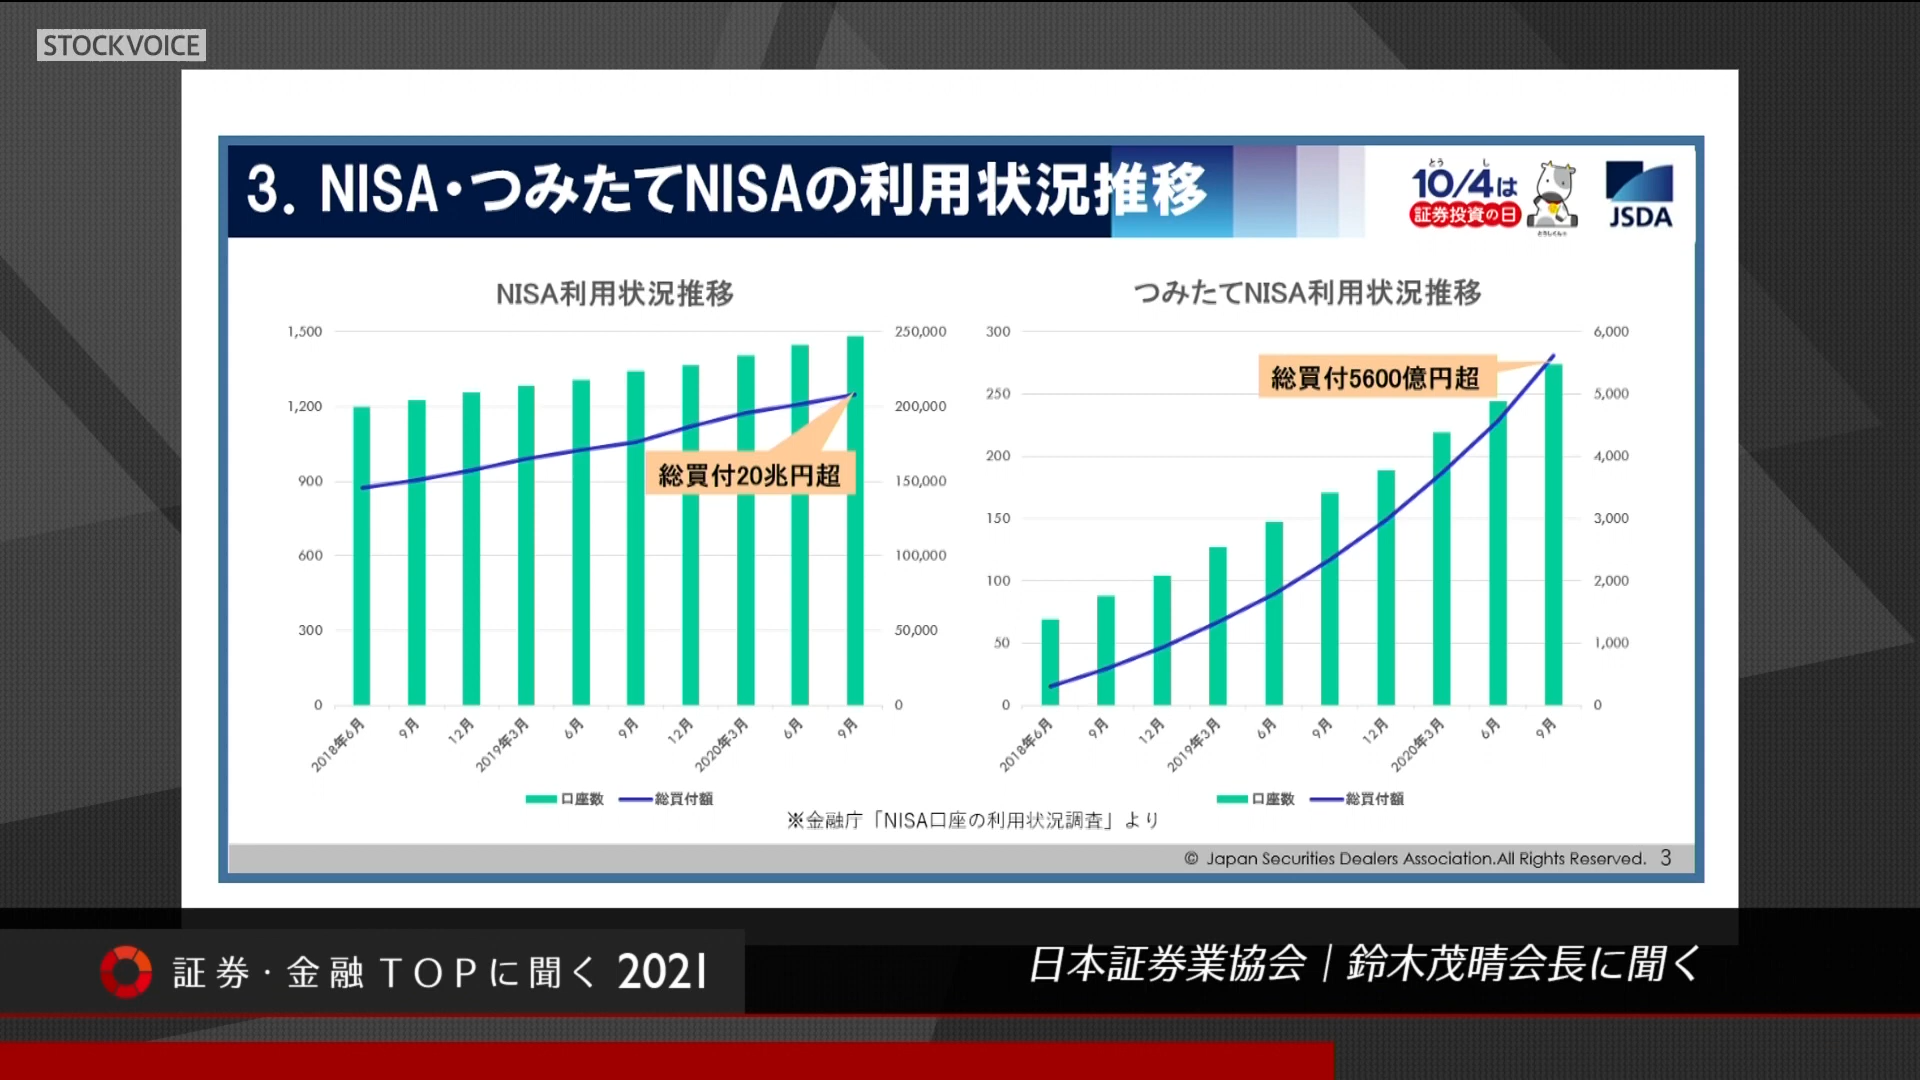 STOCKVOICE
3. NISA・つみたてNISAの利用状況推移
とう し
10/4は
証券投資の日
とうしくん®
JSDA
NISA利用状況推移
1,500
1,200
900
600
300
0
250,000
200,000
150,000
100,000
50,000
0
総買付20兆円超
2018年6月 9月 12月 2019年3月 6月 9月 12月 2020年3月 6月 9月
口座数 総買付額
つみたてNISA利用状況推移
300
250
200
150
100
50
0
6,000
5,000
4,000
3,000
2,000
1,000
0
総買付5600億円超
2018年6月 9月 12月 2019年3月 6月 9月 12月 2020年3月 6月 9月
口座数 総買付額
※金融庁「NISA口座の利用状況調査」より
© Japan Securities Dealers Association.All Rights Reserved. 3
証券・金融TOPに聞く 2021
日本証券業協会｜鈴木茂晴会長に聞く